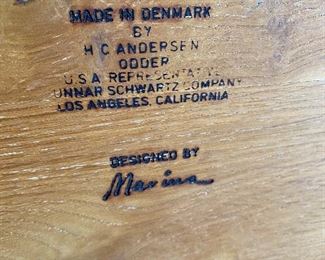 MADE IN DENMARK
BY
H C ANDERSEN
ODDER
U.S.A REPRESENTATIVE
UNNAR SCHWARTZ COMPANY
LOS ANGELES, CALIFORNIA
DESIGNED BY
Marina